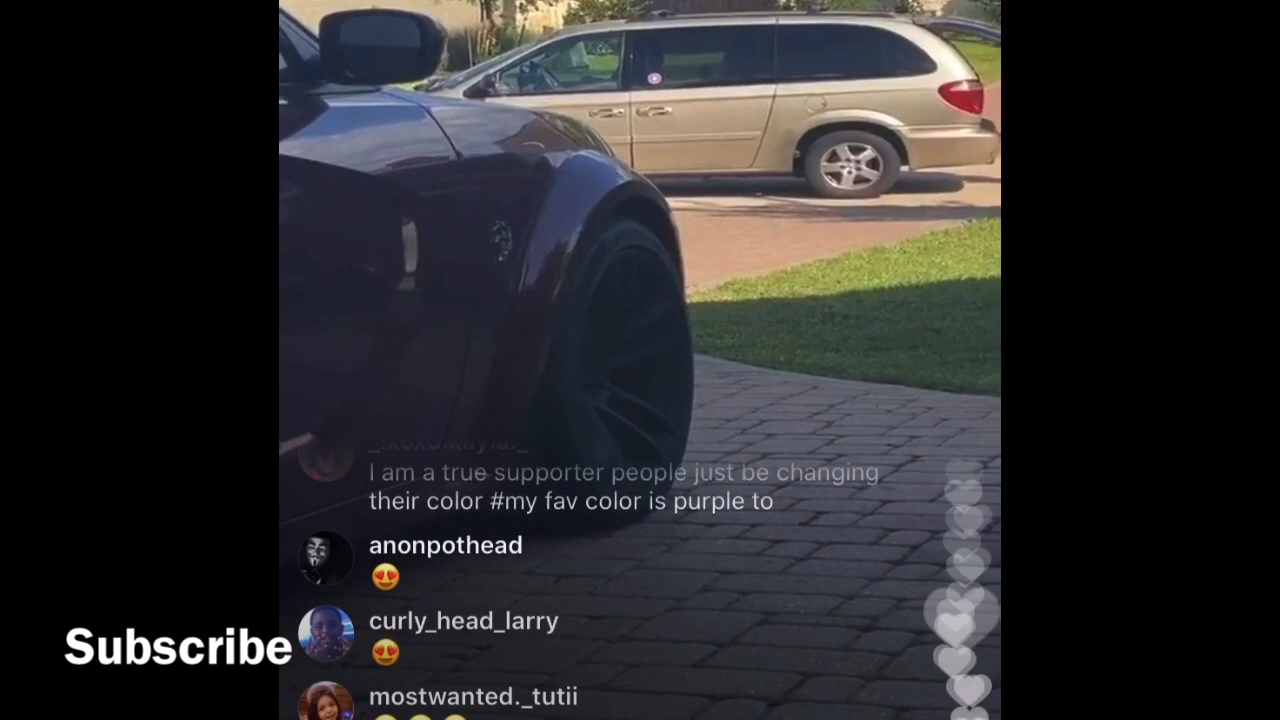 I am a true supporter people just be changing
their color #my fav color is purple to
anonpothead
😍
curly_head_larry
😍
Subscribe
mostwanted._tutii